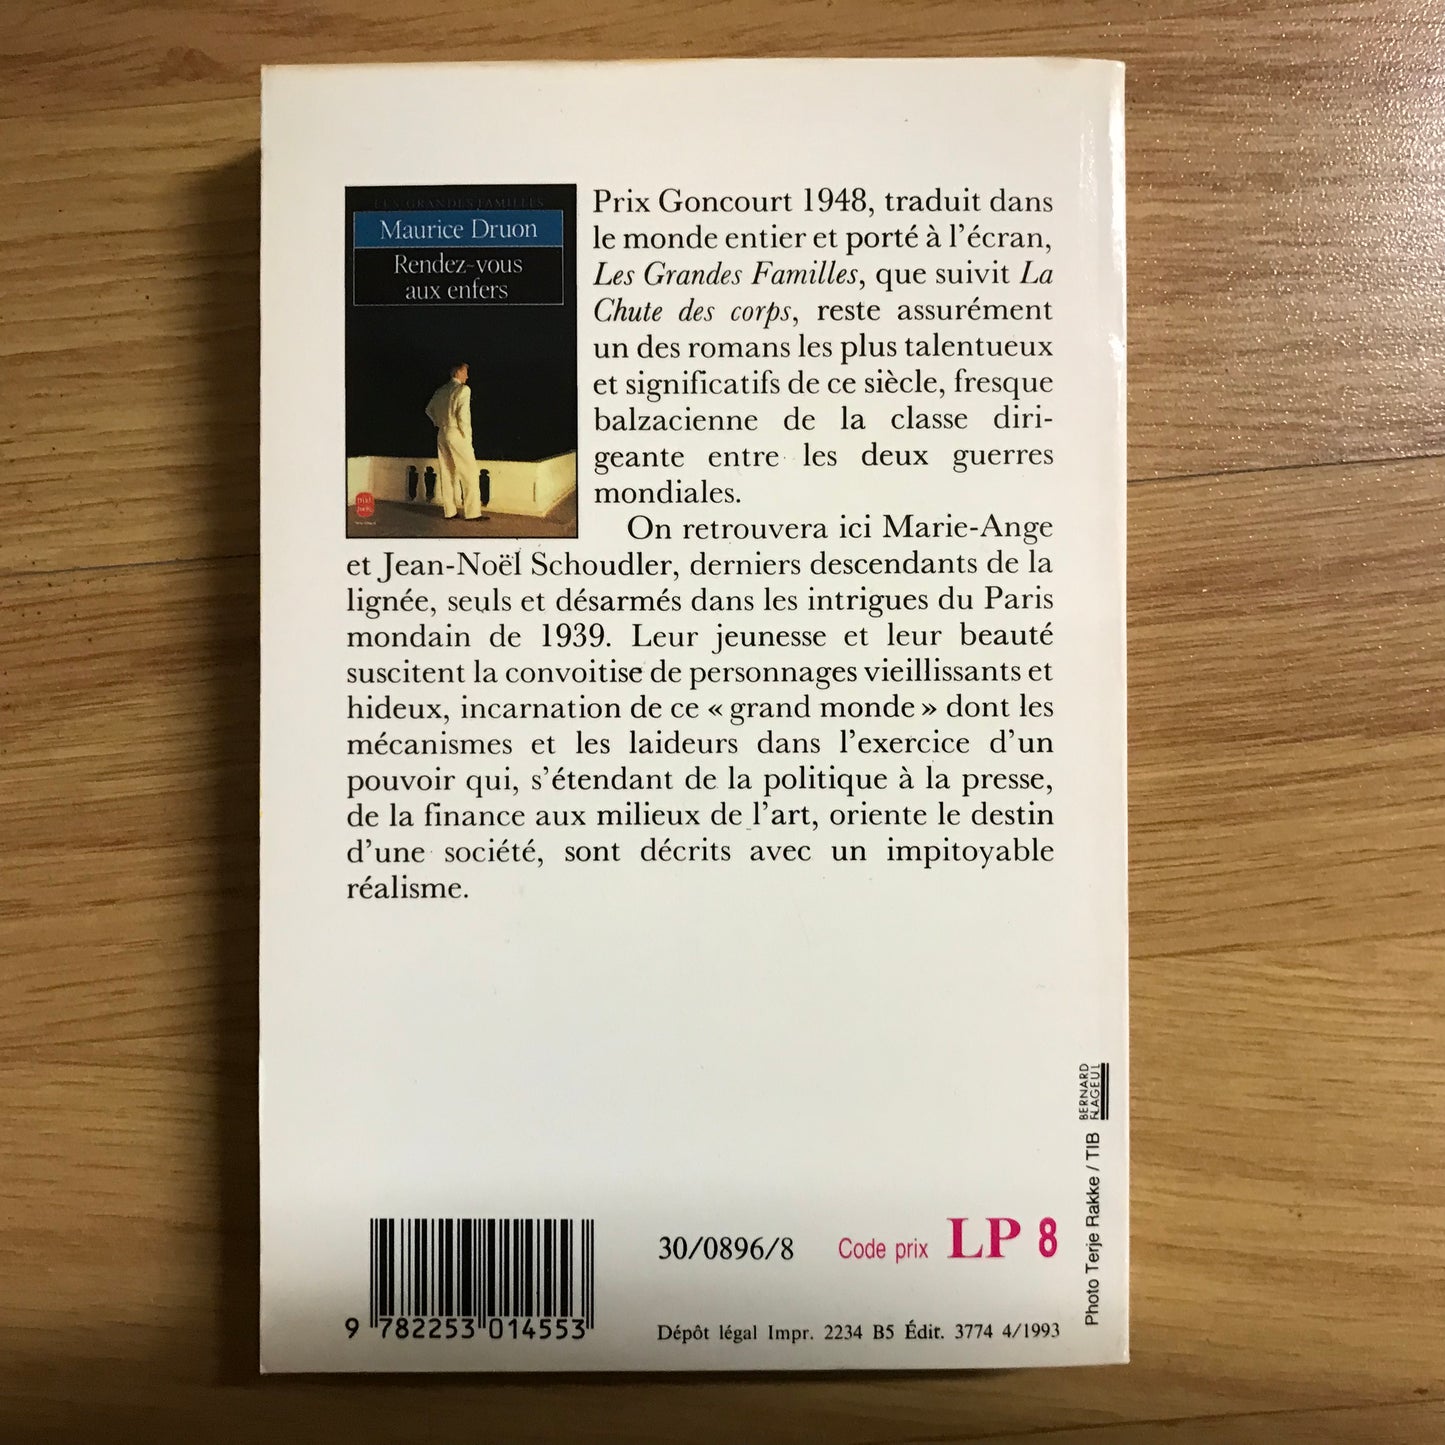 LES GRANDES FAMILLES
Maurice Druon
Rendez-vous
aux enfers
Prix Goncourt 1948, traduit dans
le monde entier et porté à l'écran,
Les Grandes Familles, que suivit La
Chute des corps, reste assurément
un des romans les plus talentueux
et significatifs de ce siècle, fresque
balzacienne de la classe diri-
geante entre les deux guerres
mondiales.
On retrouvera ici Marie-Ange
et Jean-Noël Schoudler, derniers descendants de la
lignée, seuls et désarmés dans les intrigues du Paris
mondain de 1939. Leur jeunesse et leur beauté
suscitent la convoitise de personnages vieillissants et
hideux, incarnation de ce « grand monde » dont les
mécanismes et les laideurs dans l'exercice d'un
pouvoir qui, s'étendant de la politique à la presse,
de la finance aux milieux de l'art, oriente le destin
d'une société, sont décrits avec un impitoyable
réalisme.
BERNARD
FLAGEUL
Photo Terje Rakke / TIB
30/0896/8 Code prix LP 8
9 782253 014553
Dépôt légal Impr. 2234 B5 Édit. 3774 4/1993